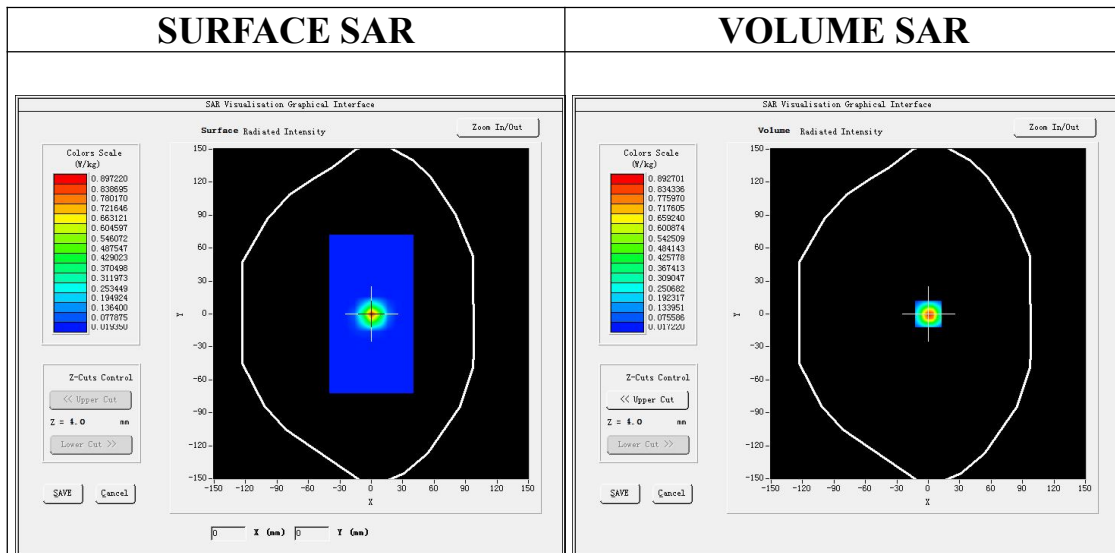 SURFACE SAR
VOLUME SAR
SAR Visualisation Graphical Interface
Surface Radiated Intensity
Zoom In/Out
Colors Scale
(W/kg)
0.897220
0.838695
0.780170
0.721646
0.663121
0.604597
0.546072
0.487547
0.429023
0.370498
0.311973
0.253449
0.194924
0.136400
0.077875
0.019350
150
120
90
60
30
0
-30
-60
-90
-120
-150
Y
-150 -120 -90 -60 -30 0 30 60 90 120 150
X
Z-Cuts Control
<< Upper Cut
Z = 4.0 mm
Lower Cut >>
SAVE
Cancel
0 X (mm) 0 Y (mm)
SAR Visualisation Graphical Interface
Volume Radiated Intensity
Zoom In/Out
Colors Scale
(W/kg)
0.892701
0.834336
0.775970
0.717605
0.659240
0.600874
0.542509
0.484143
0.425778
0.367413
0.309047
0.250682
0.192317
0.133951
0.075586
0.017220
150
120
90
60
30
0
-30
-60
-90
-120
-150
Y
-150 -120 -90 -60 -30 0 30 60 90 120 150
X
Z-Cuts Control
<< Upper Cut
Z = 4.0 mm
Lower Cut >>
SAVE
Cancel